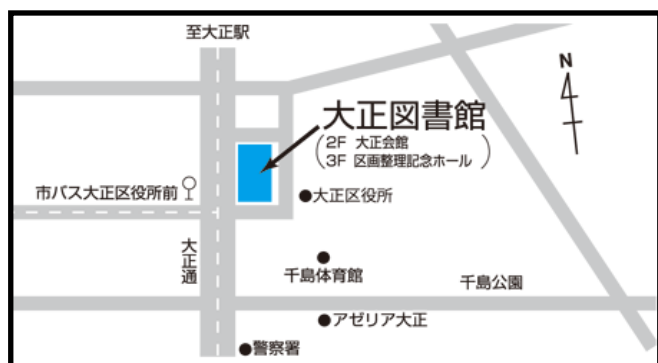 至大正駅
N
大正図書館
(2F 大正会館
3F 区画整理記念ホール)
市バス大正区役所前
●大正区役所
大正通
千島体育館
千島公園
●アゼリア大正
●警察署